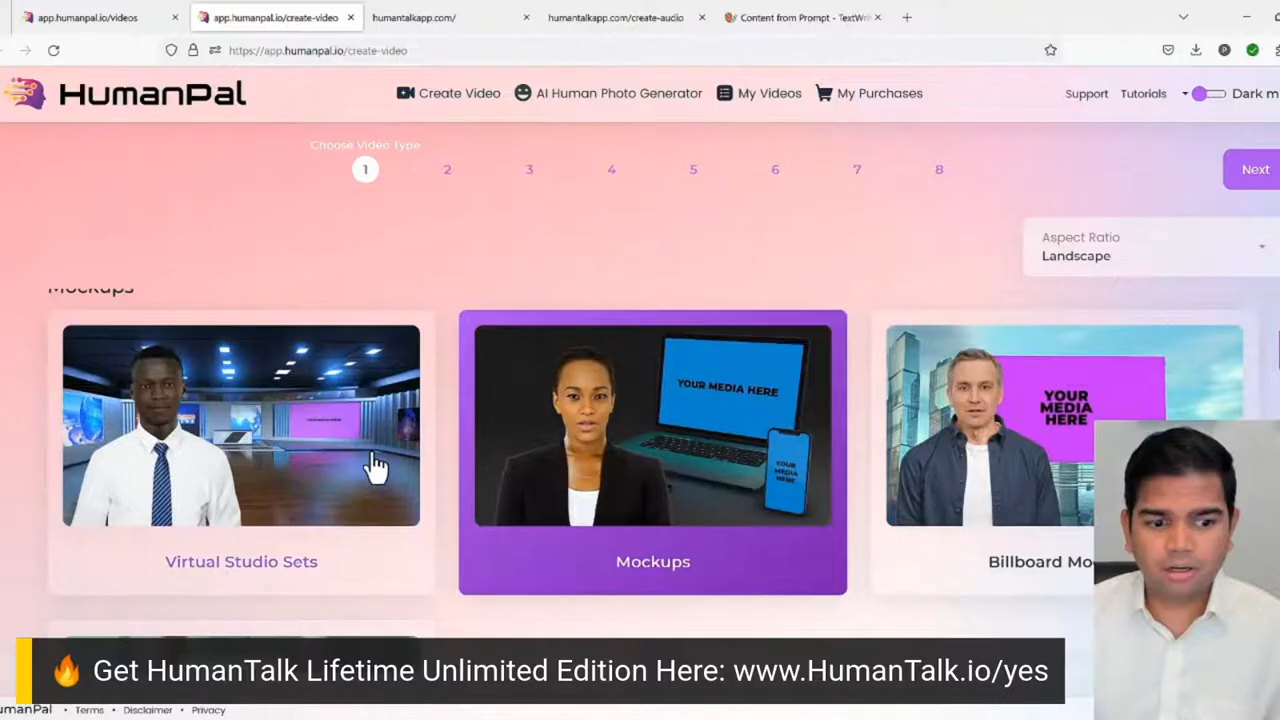 app.humanpal.io/videos
app.humanpal.io/create-video
humantalkapp.com/
humantalkapp.com/create-audio
Content from Prompt - TextWri
https://app.humanpal.io/create-video
HumanPal
Create Video
AI Human Photo Generator
My Videos
My Purchases
Support
Tutorials
Dark m
Choose Video Type
1
2
3
4
5
6
7
8
Next
Aspect Ratio
Landscape
Mockups
YOUR MEDIA HERE
YOUR
MEDIA
HERE
YOUR
MEDIA
HERE
Virtual Studio Sets
Mockups
Billboard Mo
🔥 Get HumanTalk Lifetime Unlimited Edition Here: www.HumanTalk.io/yes
umanPal
• Terms
• Disclaimer
• Privacy